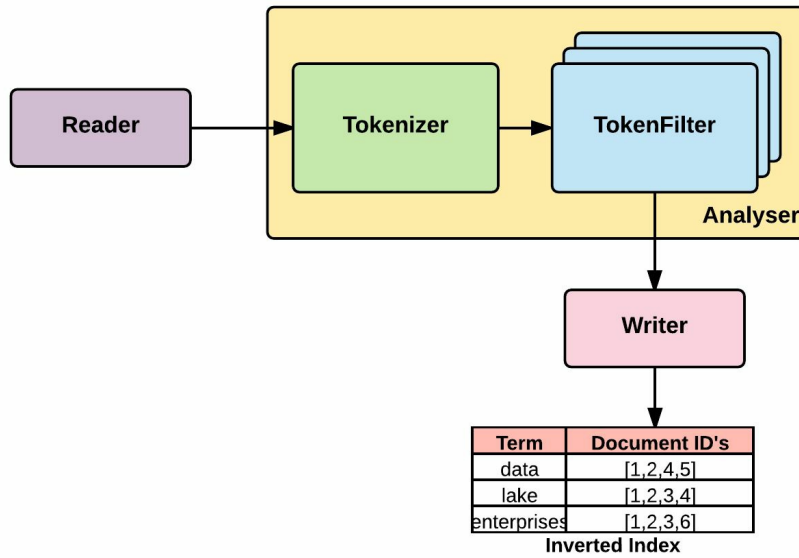 Reader
Tokenizer
TokenFilter
Analyser
Writer
Term Document ID's
data [1,2,4,5]
lake [1,2,3,4]
enterprises [1,2,3,6]
Inverted Index